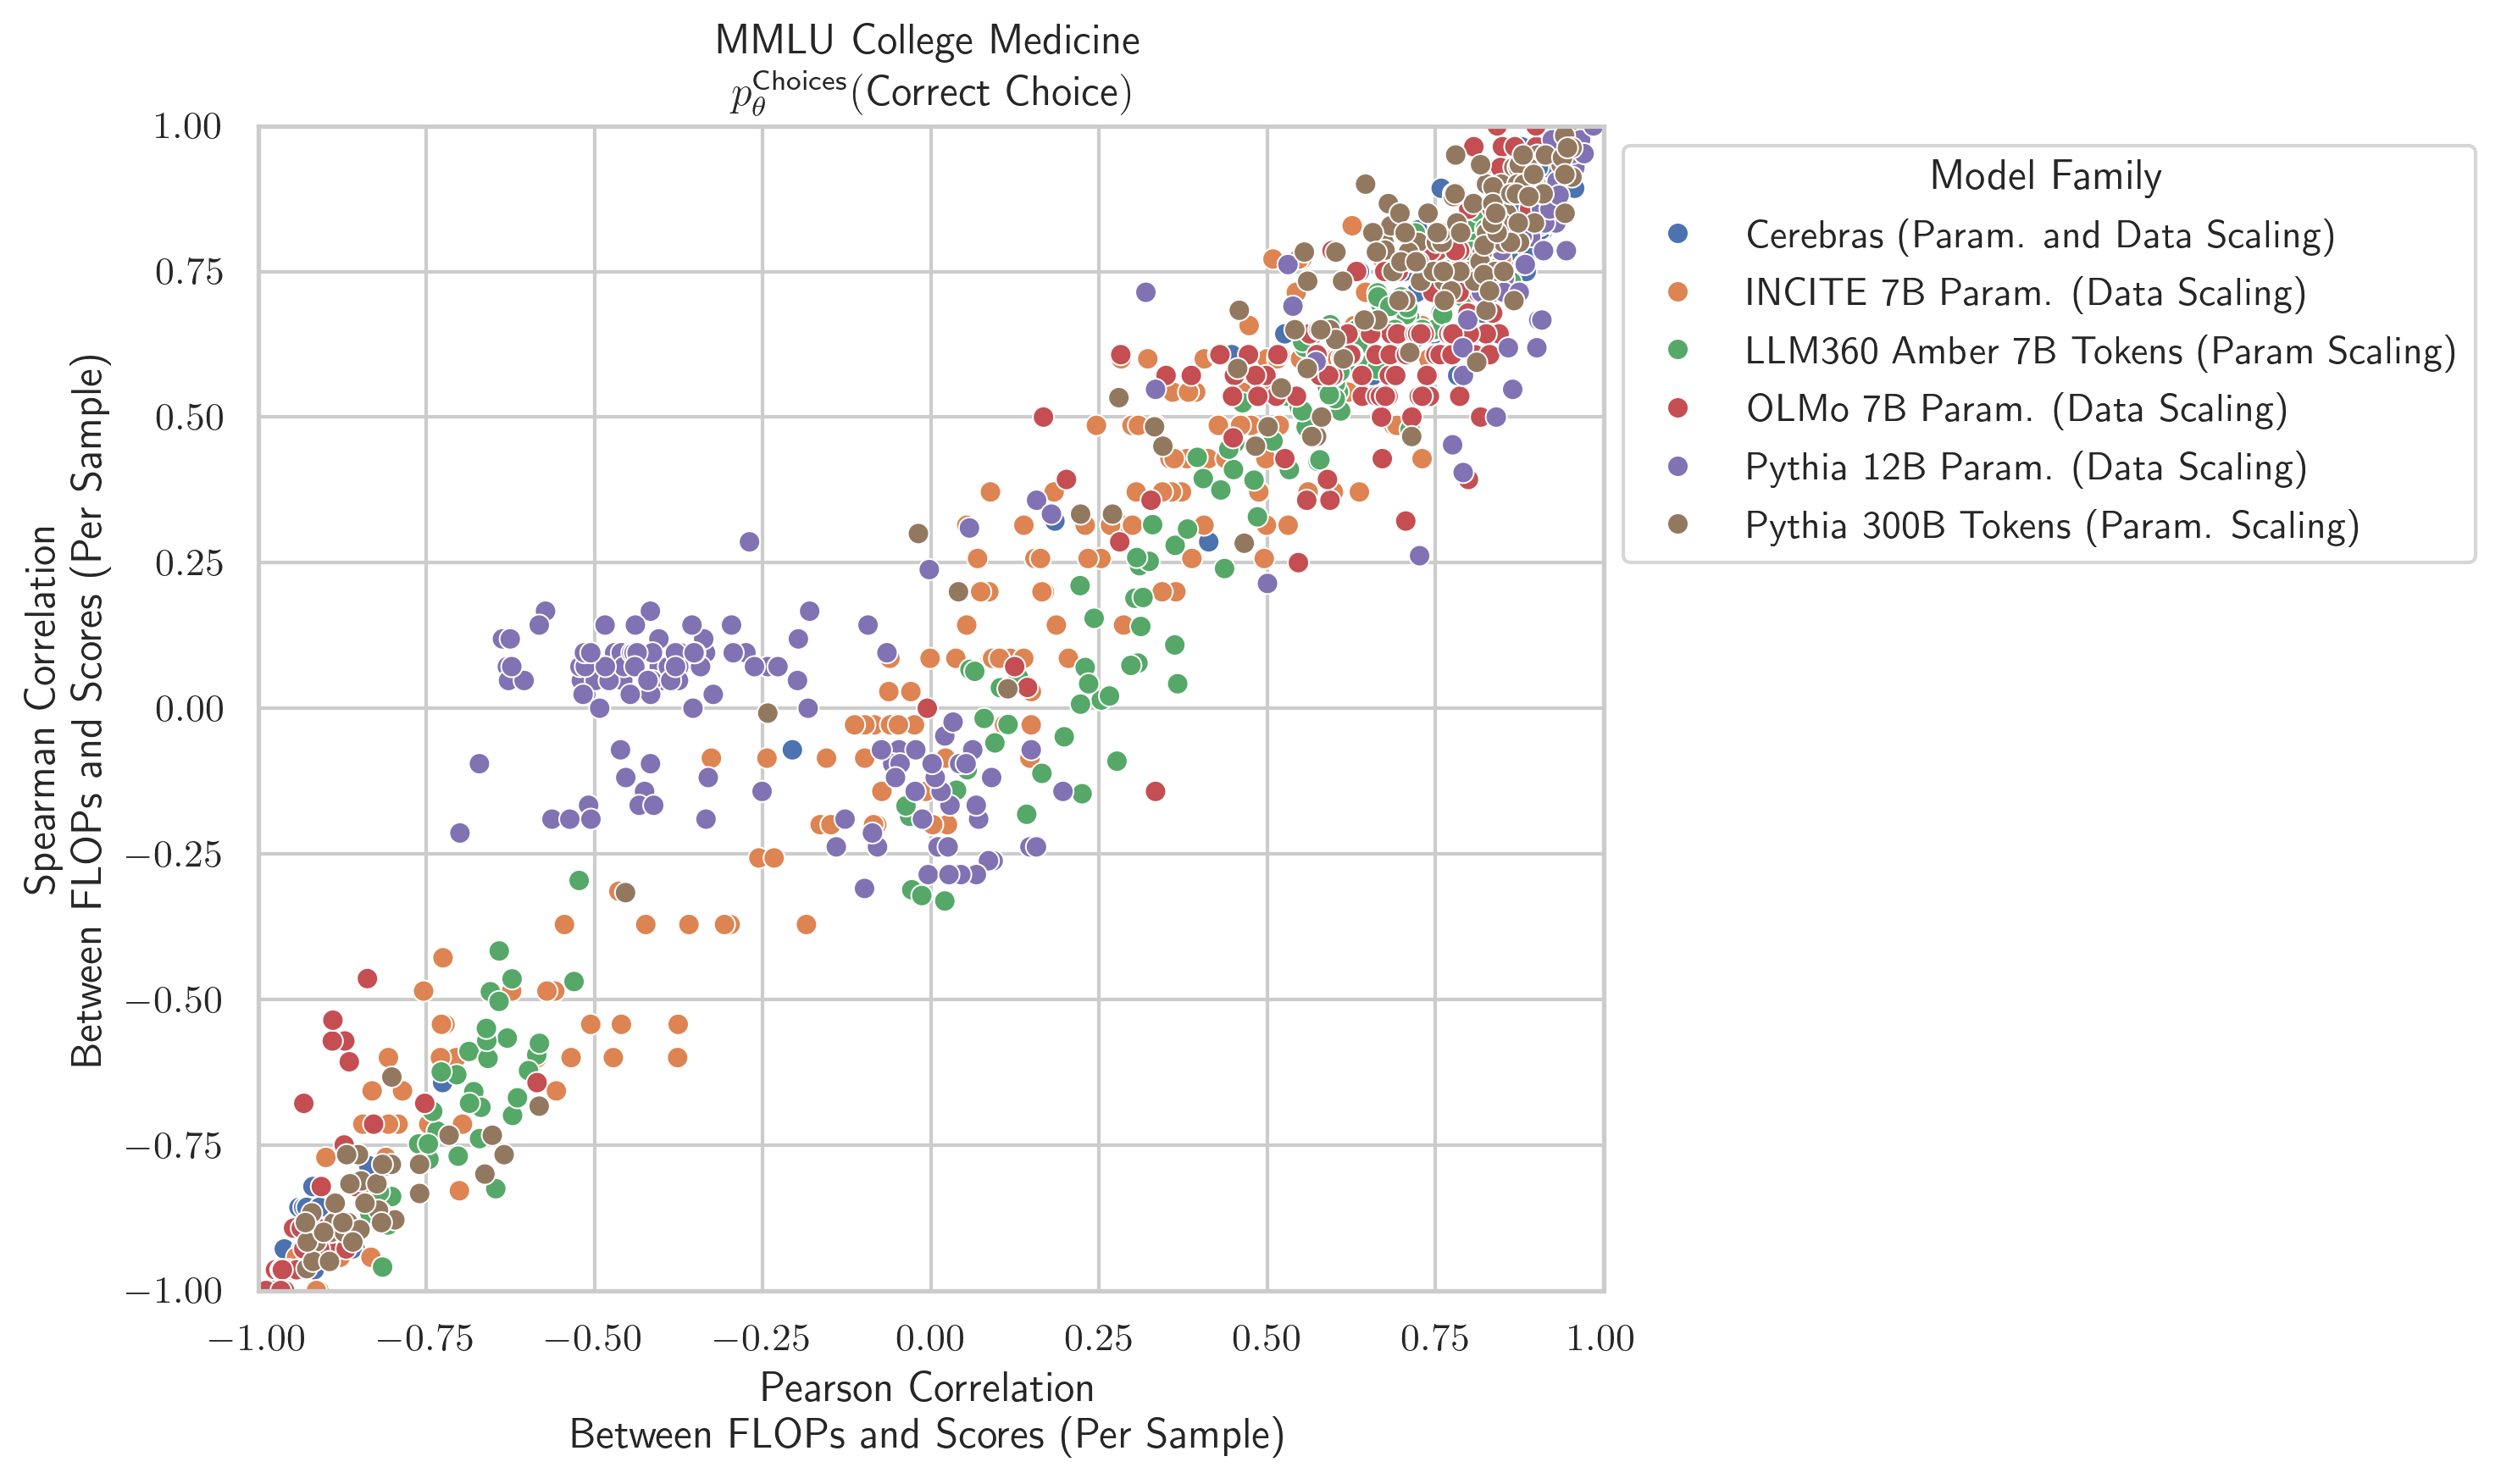 MMLU College Medicine
p_θ^Choices(Correct Choice)
Spearman Correlation
Between FLOPs and Scores (Per Sample)
1.00
0.75
0.50
0.25
0.00
−0.25
−0.50
−0.75
−1.00
−1.00 −0.75 −0.50 −0.25 0.00 0.25 0.50 0.75 1.00
Pearson Correlation
Between FLOPs and Scores (Per Sample)
Model Family
Cerebras (Param. and Data Scaling)
INCITE 7B Param. (Data Scaling)
LLM360 Amber 7B Tokens (Param Scaling)
OLMo 7B Param. (Data Scaling)
Pythia 12B Param. (Data Scaling)
Pythia 300B Tokens (Param. Scaling)